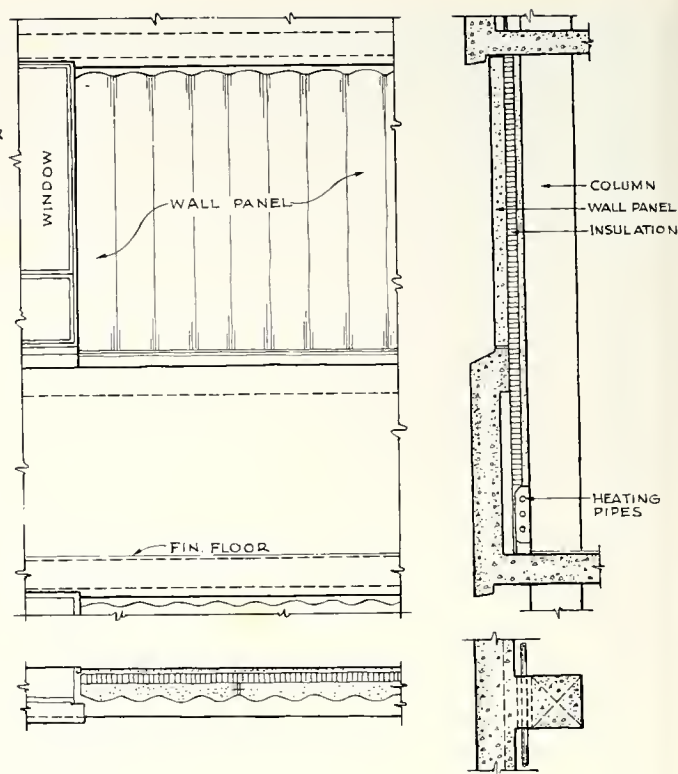 WINDOW
WALL PANEL
FIN. FLOOR
COLUMN
WALL PANEL
INSULATION
HEATING
PIPES